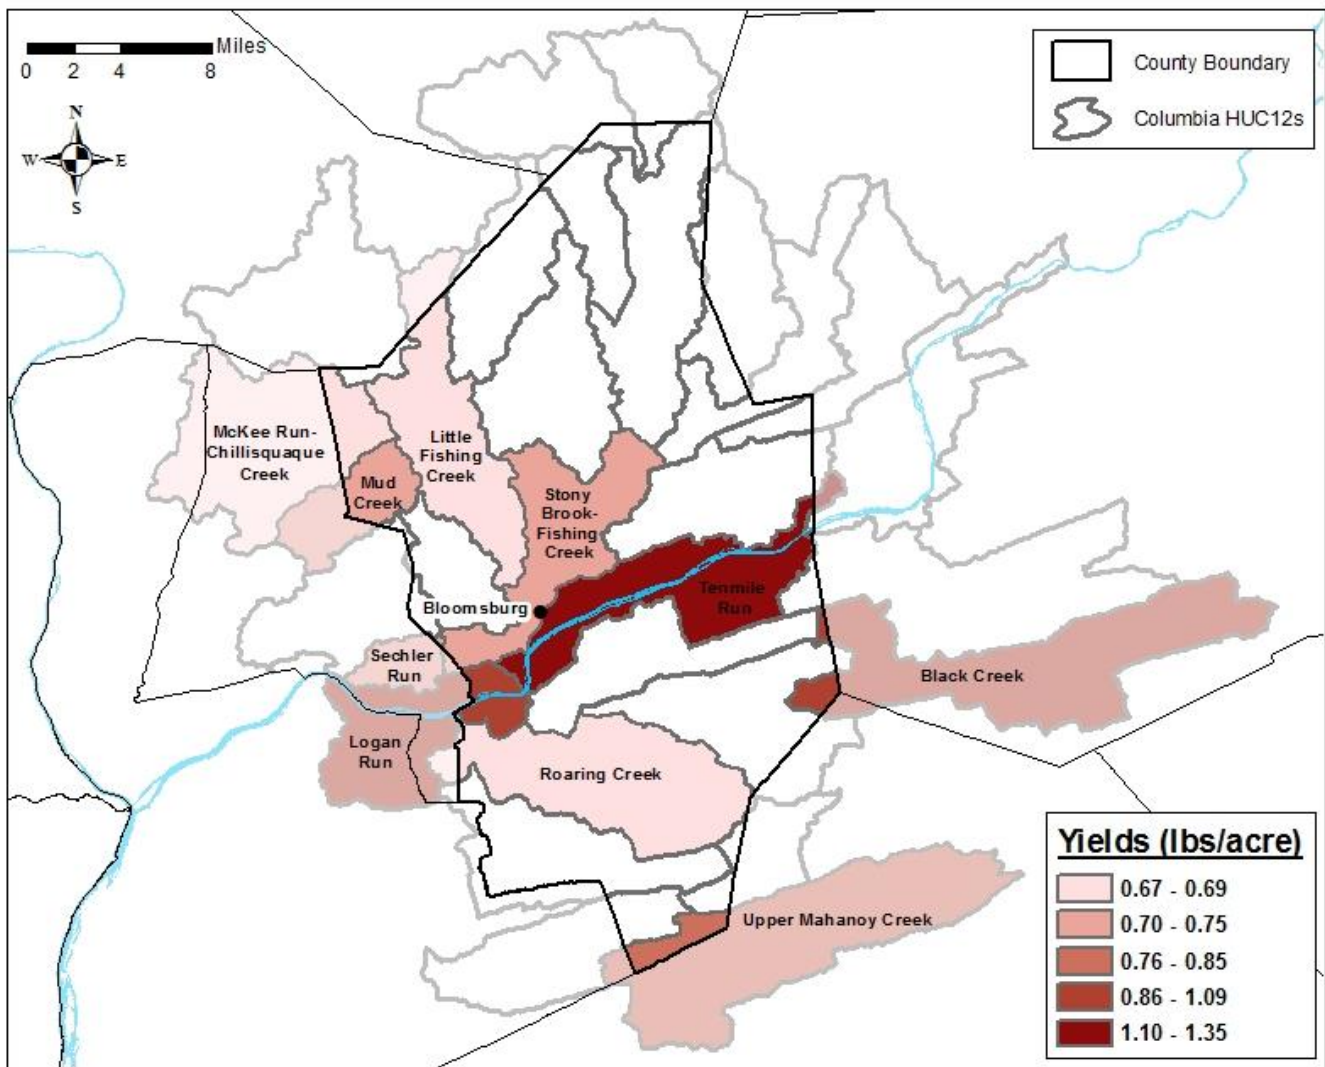 Miles
0 2 4 8
N
W E
S
County Boundary
Columbia HUC12s
McKee Run-
Chillisquaque
Creek
Little
Fishing
Creek
Mud
Creek
Stony
Brook-
Fishing
Creek
Tenmile
Run
Bloomsburg
Sechler
Run
Black Creek
Logan
Run
Roaring Creek
Upper Mahanoy Creek
Yields (lbs/acre)
0.67 - 0.69
0.70 - 0.75
0.76 - 0.85
0.86 - 1.09
1.10 - 1.35